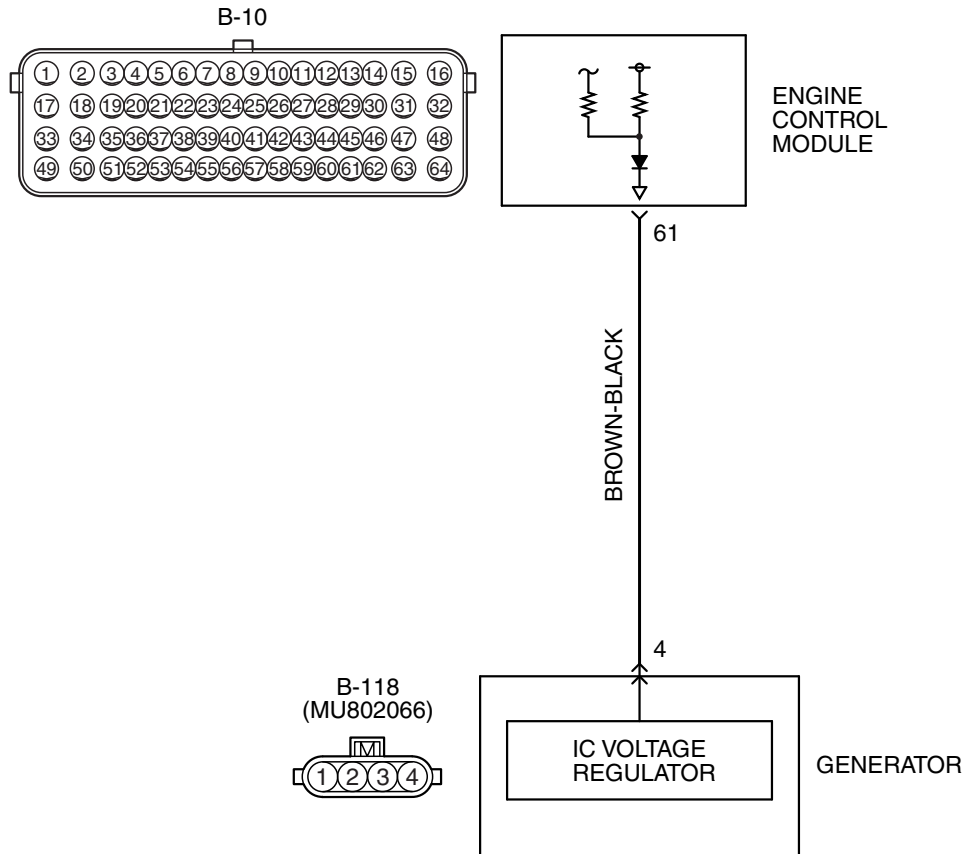 B-10
1 2 3 4 5 6 7 8 9 10 11 12 13 14 15 16
17 18 19 20 21 22 23 24 25 26 27 28 29 30 31 32
33 34 35 36 37 38 39 40 41 42 43 44 45 46 47 48
49 50 51 52 53 54 55 56 57 58 59 60 61 62 63 64
ENGINE
CONTROL
MODULE
61
BROWN-BLACK
4
B-118
(MU802066)
M
1 2 3 4
IC VOLTAGE
REGULATOR
GENERATOR